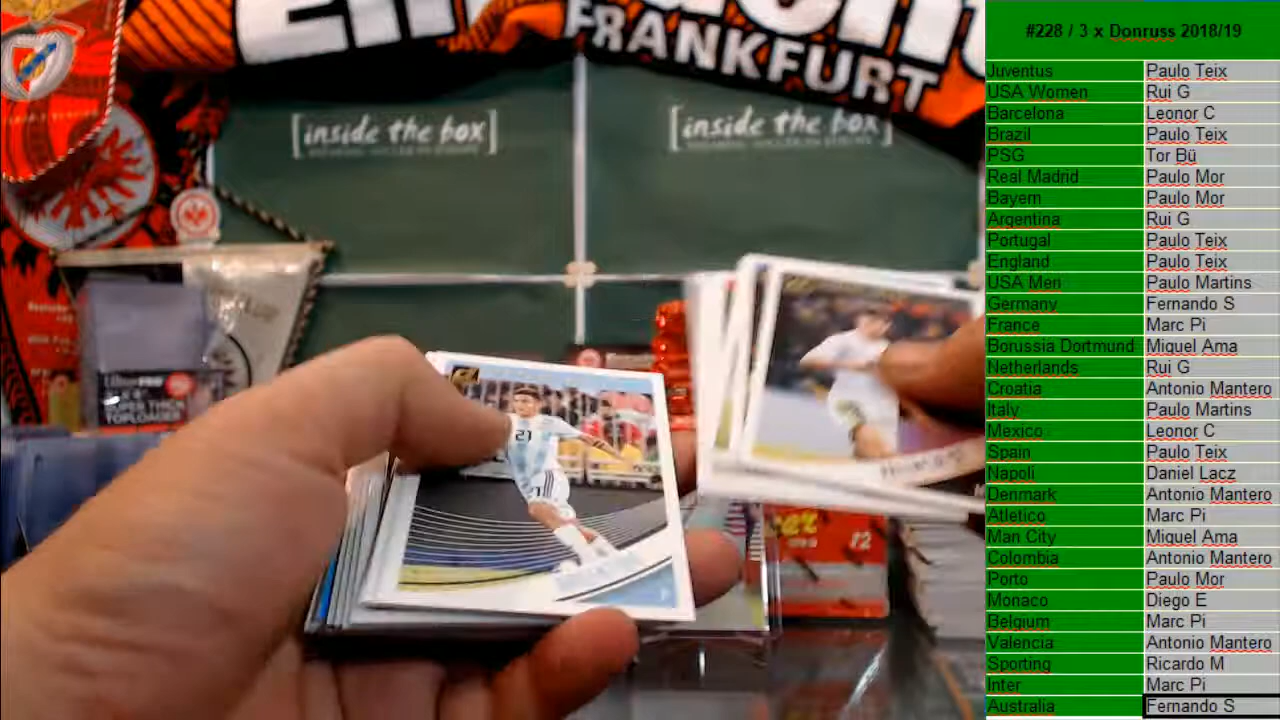 FRANKFURT
[inside the box]
[inside the box]
SUPER THICK
TOPLOADER
21
21
12
#228 / 3 x Donruss 2018/19
Juventus Paulo Teix
USA Women Rui G
Barcelona Leonor C
Brazil Paulo Teix
PSG Tor Bü
Real Madrid Paulo Mor
Bayern Paulo Mor
Argentina Rui G
Portugal Paulo Teix
England Paulo Teix
USA Men Paulo Martins
Germany Fernando S
France Marc Pi
Borussia Dortmund Miguel Ama
Netherlands Rui G
Croatia Antonio Mantero
Italy Paulo Martins
Mexico Leonor C
Spain Paulo Teix
Napoli Daniel Lacz
Denmark Antonio Mantero
Atletico Marc Pi
Man City Miguel Ama
Colombia Antonio Mantero
Porto Paulo Mor
Monaco Diego E
Belgium Marc Pi
Valencia Antonio Mantero
Sporting Ricardo M
Inter Marc Pi
Australia Fernando S